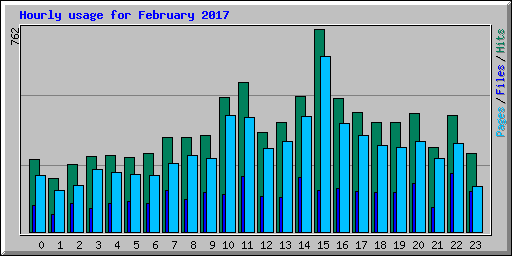 Hourly usage for February 2017
762
Pages / Files / Hits
0 1 2 3 4 5 6 7 8 9 10 11 12 13 14 15 16 17 18 19 20 21 22 23